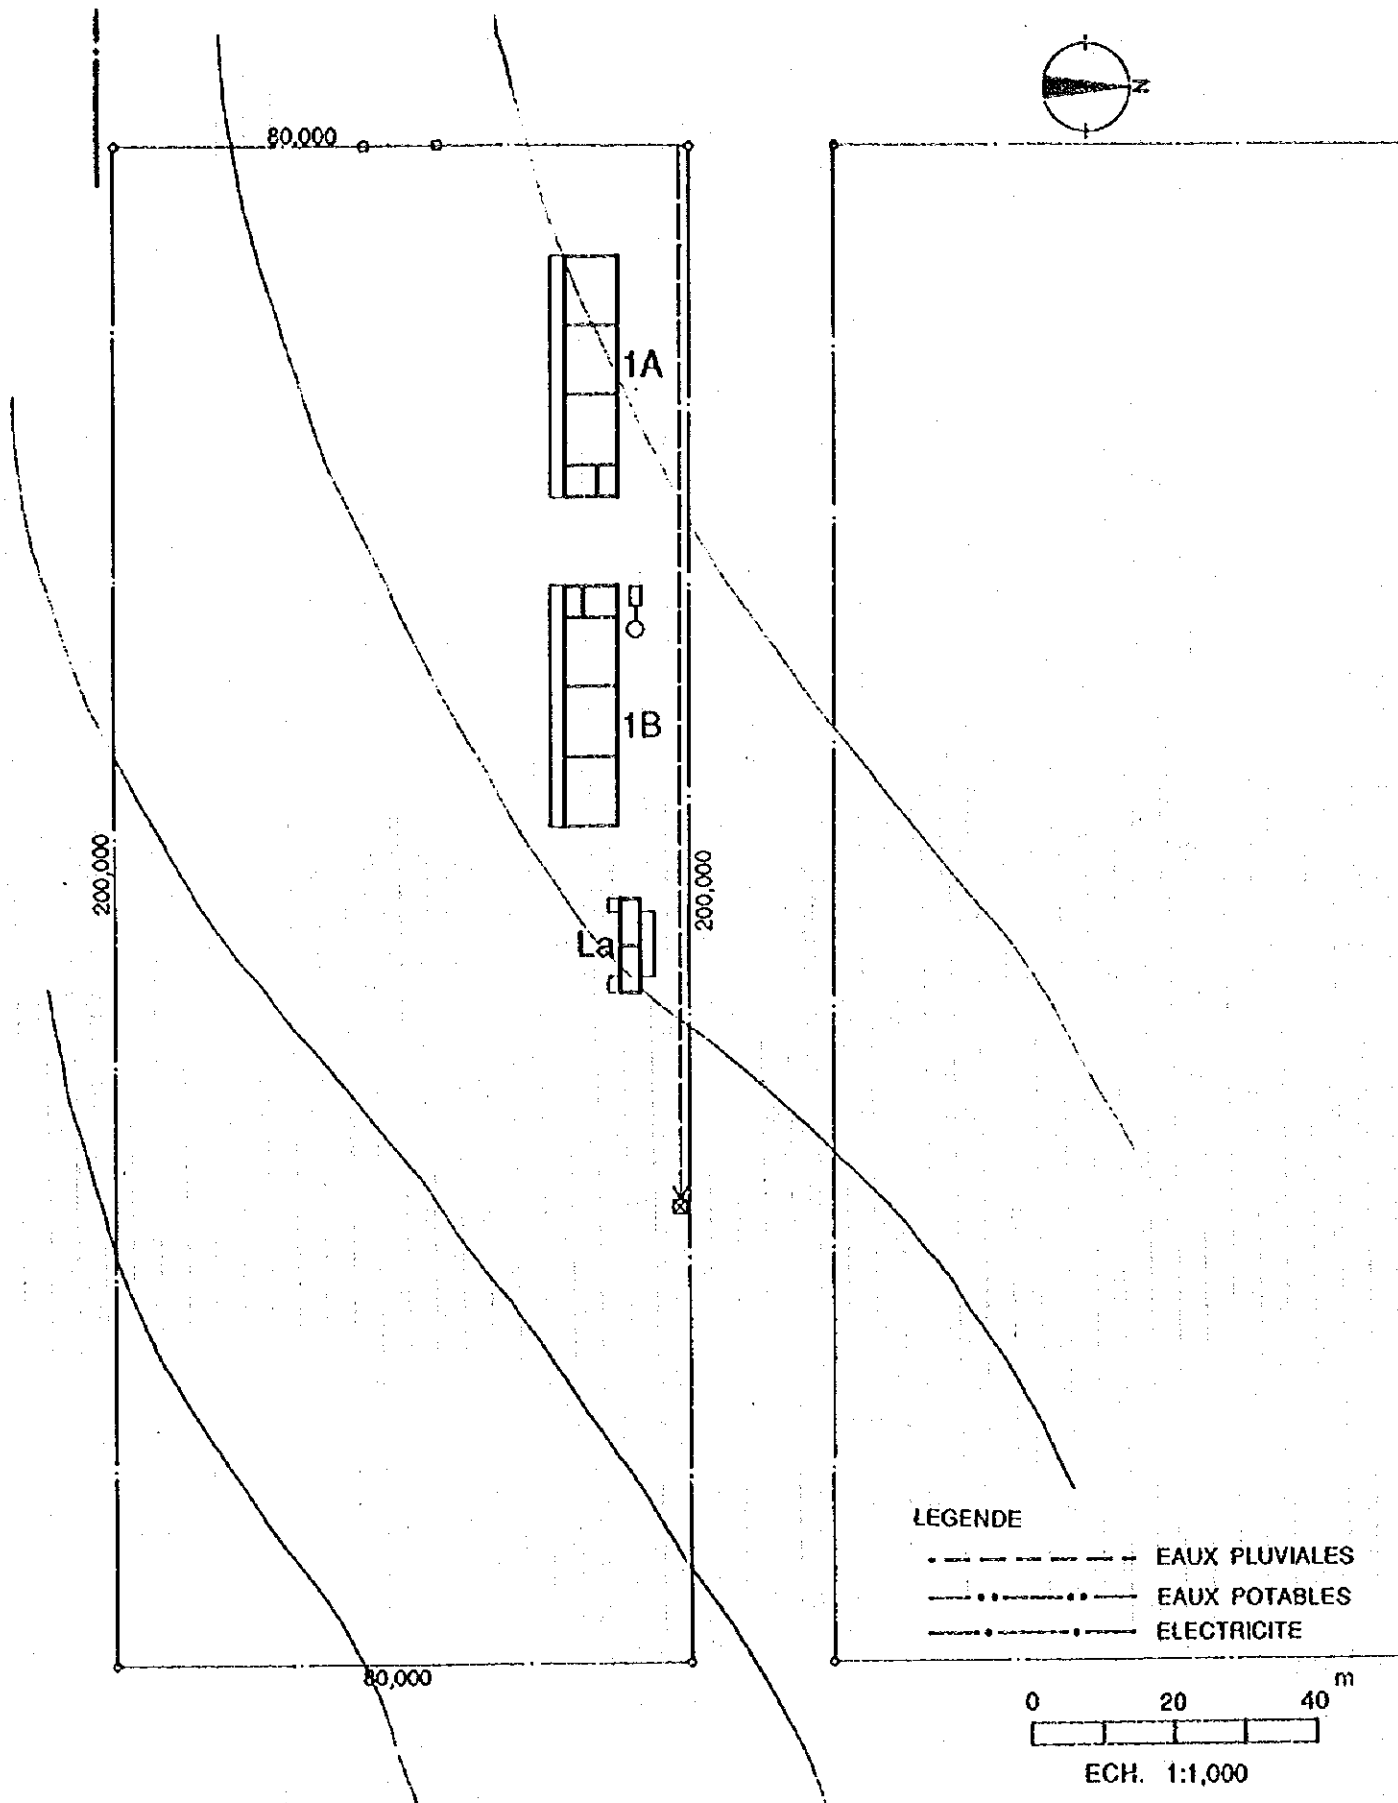 N
80,000
1A
1B
200,000
200,000
La
LEGENDE
EAUX PLUVIALES
EAUX POTABLES
ELECTRICITE
80,000
m
0 20 40
ECH. 1:1,000